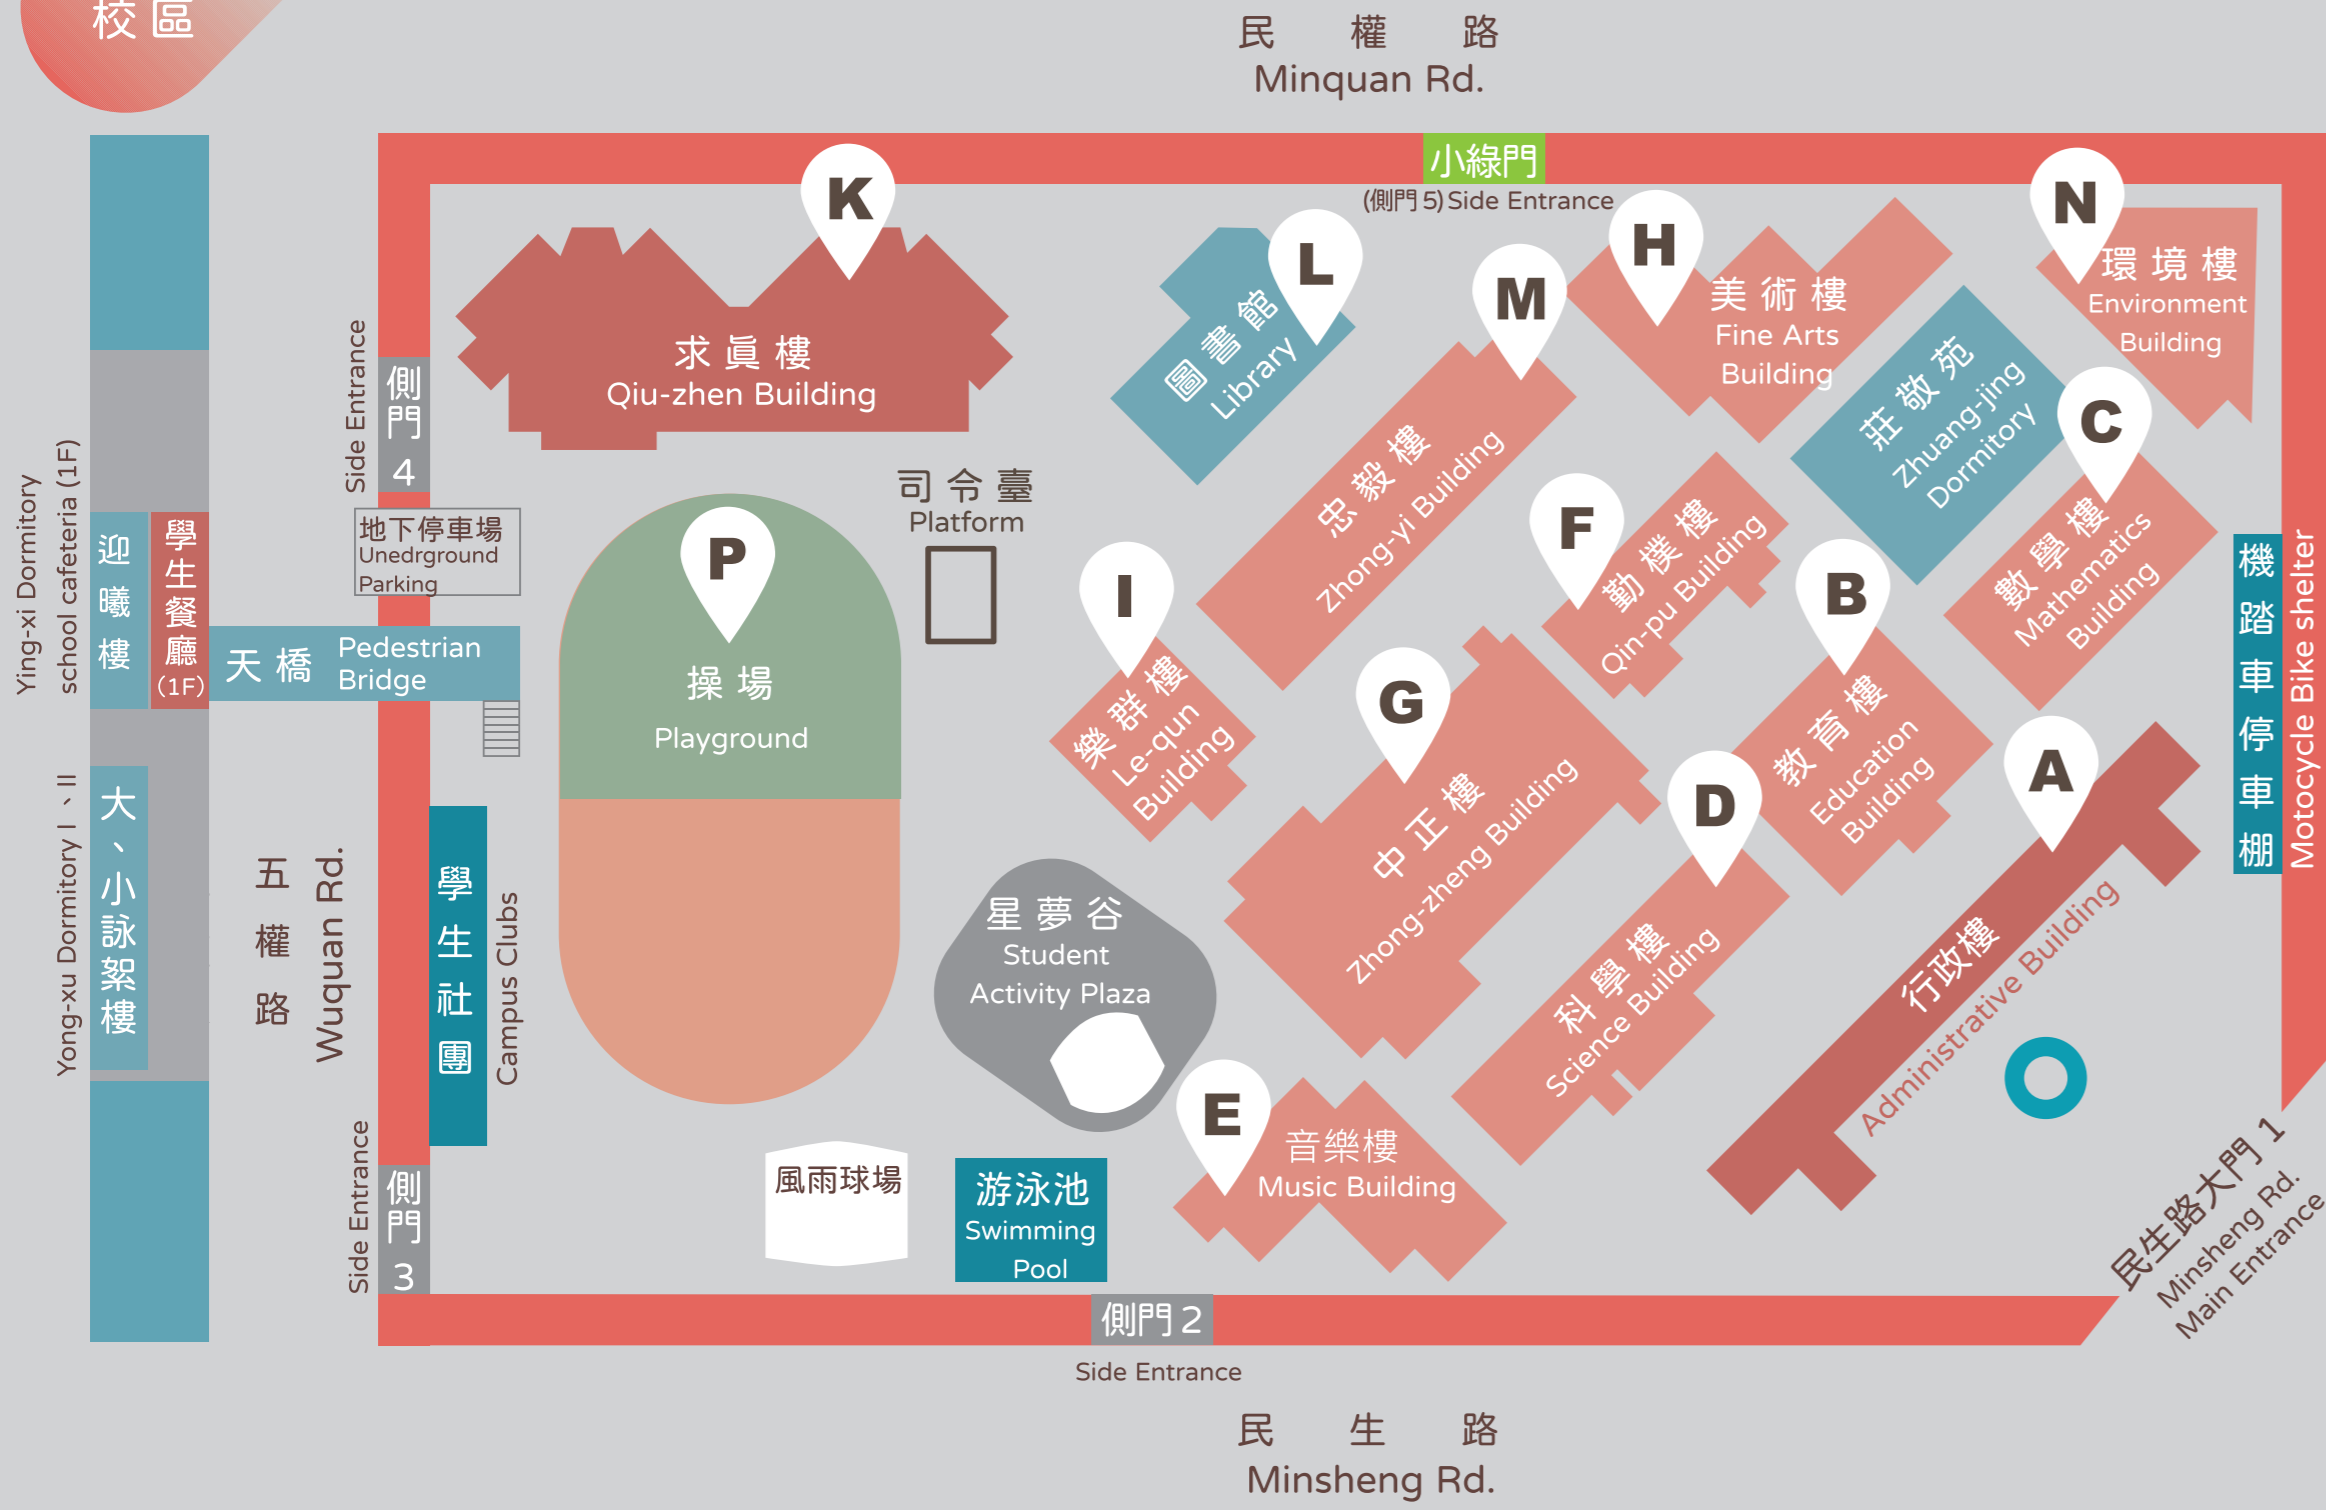 校區
民 權 路
Minquan Rd.
小綠門
(側門5)Side Entrance
K
求真樓
Qiu-zhen Building
L
圖書館
Library
M
忠毅樓
Zhong-yi Building
H
美術樓
Fine Arts
Building
N
環境樓
Environment
Building
莊敬苑
Zhuang-jing
Dormitory
C
數學樓
Mathematics
Building
側門4
Side Entrance
地下停車場
Unedrground
Parking
Ying-xi Dormitory
school cafeteria (1F)
迎曦樓
學生餐廳
(1F)
天橋
Pedestrian
Bridge
P
操場
Playground
司令臺
Platform
I
樂群樓
Le-qun
Building
F
勤樸樓
Qin-pu Building
G
中正樓
Zhong-zheng Building
B
教育樓
Education
Building
D
科學樓
Science Building
A
行政樓
Administrative Building
機踏車停車棚
Motocycle Bike shelter
Yong-xu Dormitory I、II
大、小詠絮樓
五權路
Wuquan Rd.
學生社團
Campus Clubs
星夢谷
Student
Activity Plaza
E
音樂樓
Music Building
風雨球場
游泳池
Swimming
Pool
側門3
Side Entrance
側門2
Side Entrance
民生路大門 1
Minsheng Rd.
Main Entrance
民 生 路
Minsheng Rd.